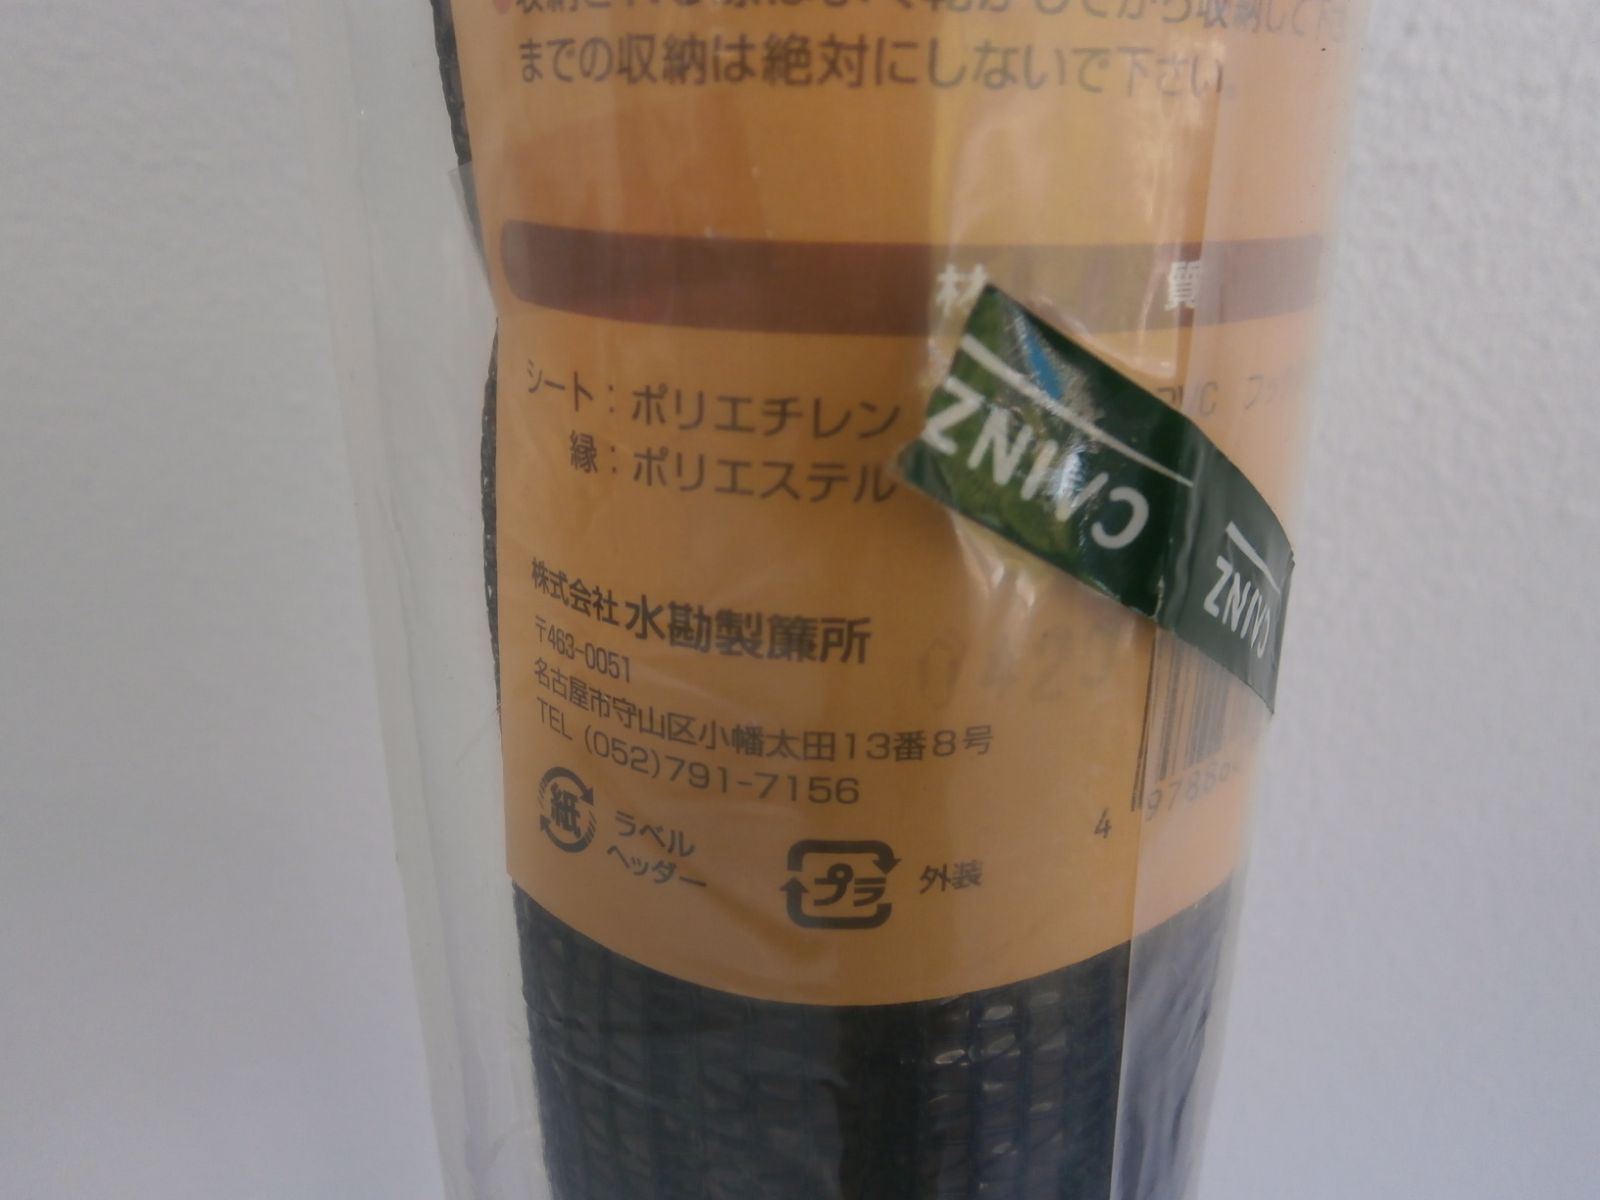 までの収納は絶対にしないで下さい。
材 質
シート：ポリエチレン
PVC
縁：ポリエステル
CAINZ
CAINZ
株式会社 水勘製簾所
〒463-0051
名古屋市守山区小幡太田13番8号
TEL (052)791-7156
紙 ラベル
ヘッダー
プラ 外装
4 9786